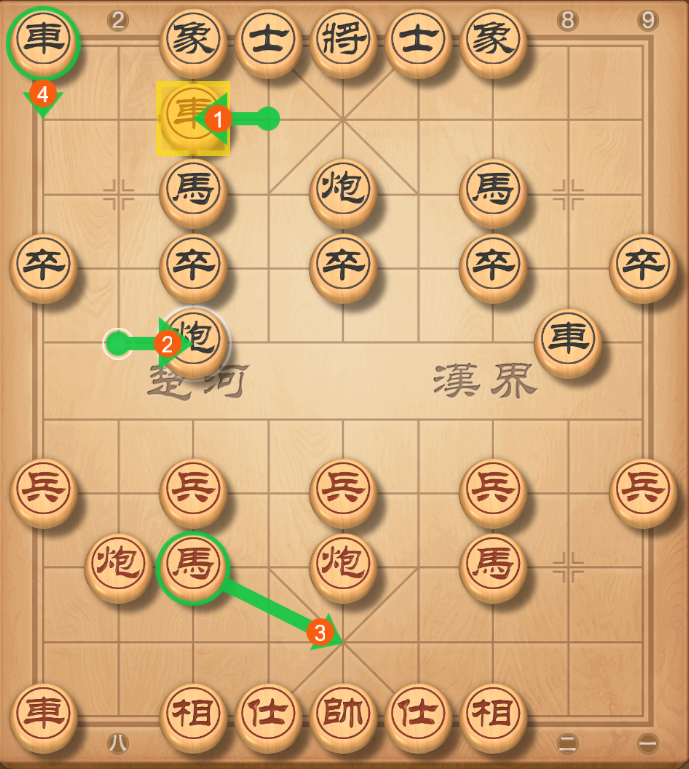 2 8 9
車 象 士 將 士 象
4
車 1
馬 炮 馬
卒 卒 卒 卒 卒
2 炮 車
楚河 漢界
兵 兵 兵 兵 兵
炮 馬 炮 馬
3
車 相 仕 帥 仕 相
八 二 一